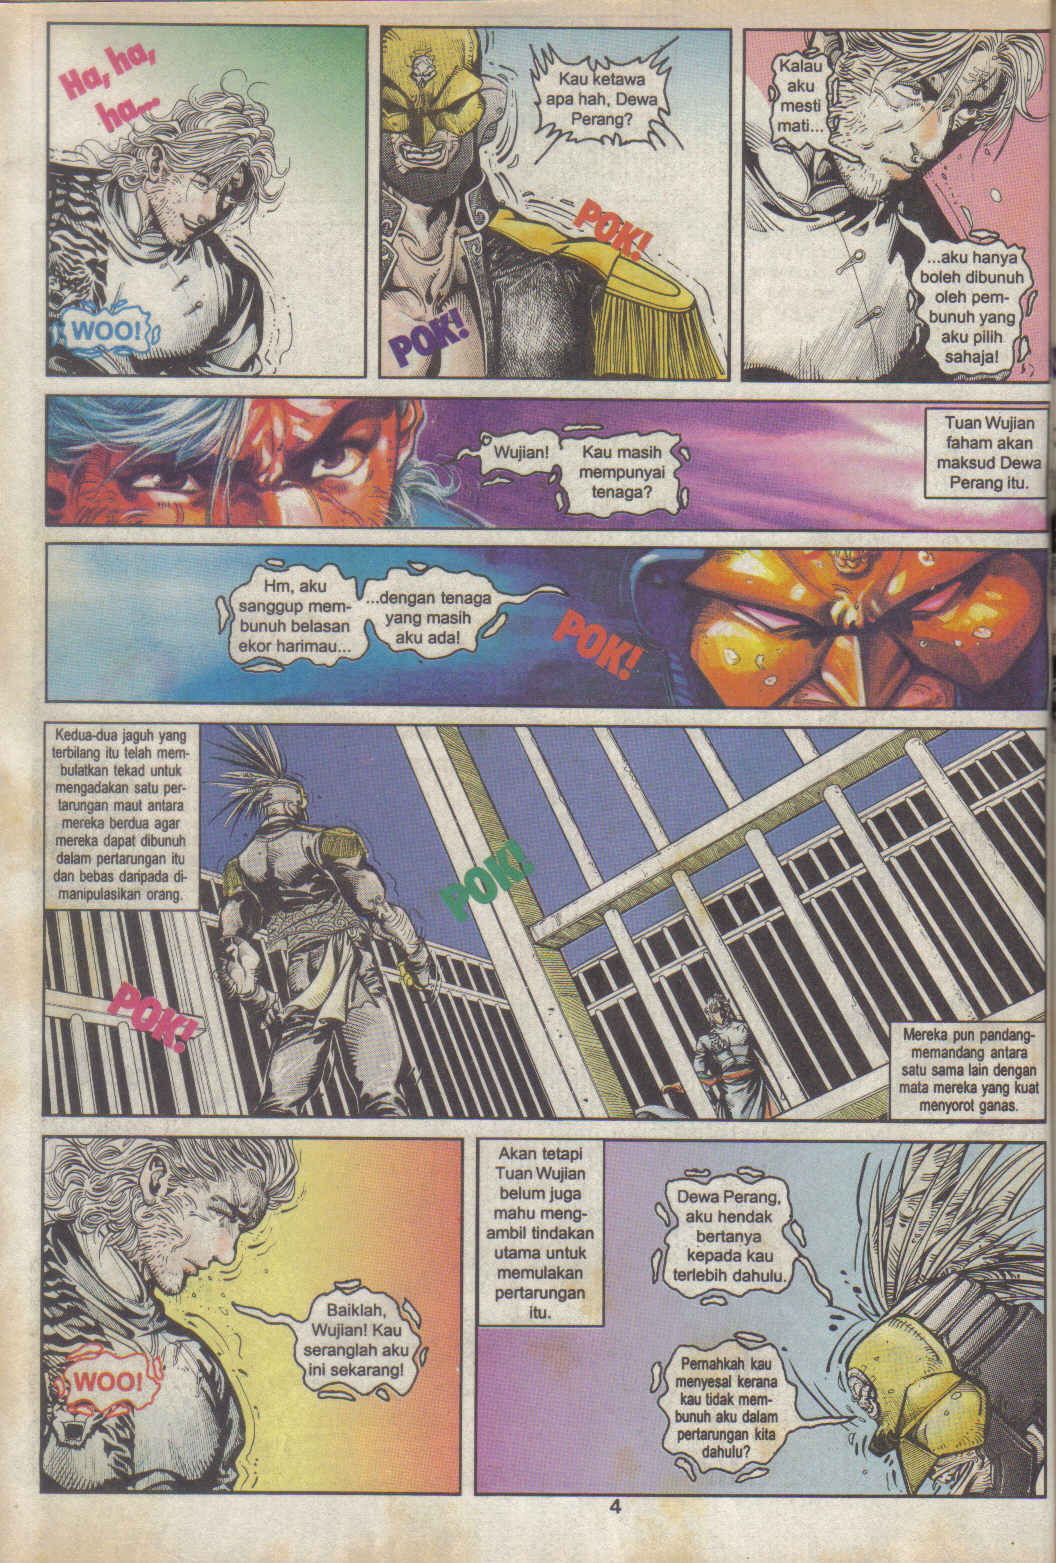 Ha, ha,
ha...
WOO!
Kau ketawa
apa hah, Dewa
Perang?
POK!
POK!
Kalau
aku
mesti
mati...
...aku hanya
boleh dibunuh
oleh pem-
bunuh yang
aku pilih
sahaja!
Wujian!
Kau masih
mempunyai
tenaga?
Tuan Wujian
faham akan
maksud Dewa
Perang itu.
Hm, aku
sanggup mem-
bunuh belasan
ekor harimau...
...dengan tenaga
yang masih
aku ada!
POK!
Kedua-dua jaguh yang
terbilang itu telah mem-
bulatkan tekad untuk
mengadakan satu per-
tarungan maut antara
mereka berdua agar
mereka dapat dibunuh
dalam pertarungan itu
dan bebas daripada di-
manipulasikan orang.
POK!
POK!
Mereka pun pandang-
memandang antara
satu sama lain dengan
mata mereka yang kuat
menyorot ganas.
Baiklah,
Wujian! Kau
seranglah aku
ini sekarang!
WOO!
Akan tetapi
Tuan Wujian
belum juga
mahu meng-
ambil tindakan
utama untuk
memulakan
pertarungan
itu.
Dewa Perang,
aku hendak
bertanya
kepada kau
terlebih dahulu.
Pernahkah kau
menyesal kerana
kau tidak mem-
bunuh aku dalam
pertarungan kita
dahulu?
4